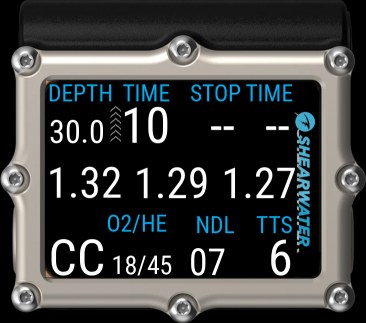 DEPTH TIME STOP TIME
30.0 10 -- --
1.32 1.29 1.27
O2/HE NDL TTS
CC 18/45 07 6
SHEARWATER